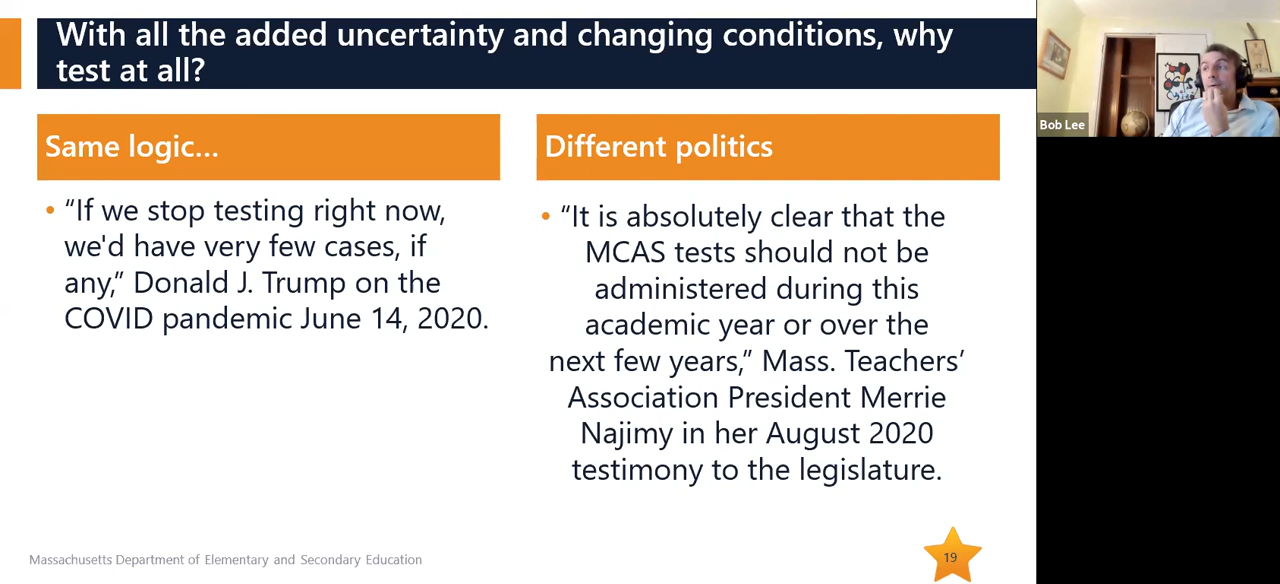 With all the added uncertainty and changing conditions, why
test at all?
Same logic…
• “If we stop testing right now,
we'd have very few cases, if
any,” Donald J. Trump on the
COVID pandemic June 14, 2020.
Different politics
• “It is absolutely clear that the
MCAS tests should not be
administered during this
academic year or over the
next few years,” Mass. Teachers’
Association President Merrie
Najimy in her August 2020
testimony to the legislature.
Massachusetts Department of Elementary and Secondary Education
19
Bob Lee